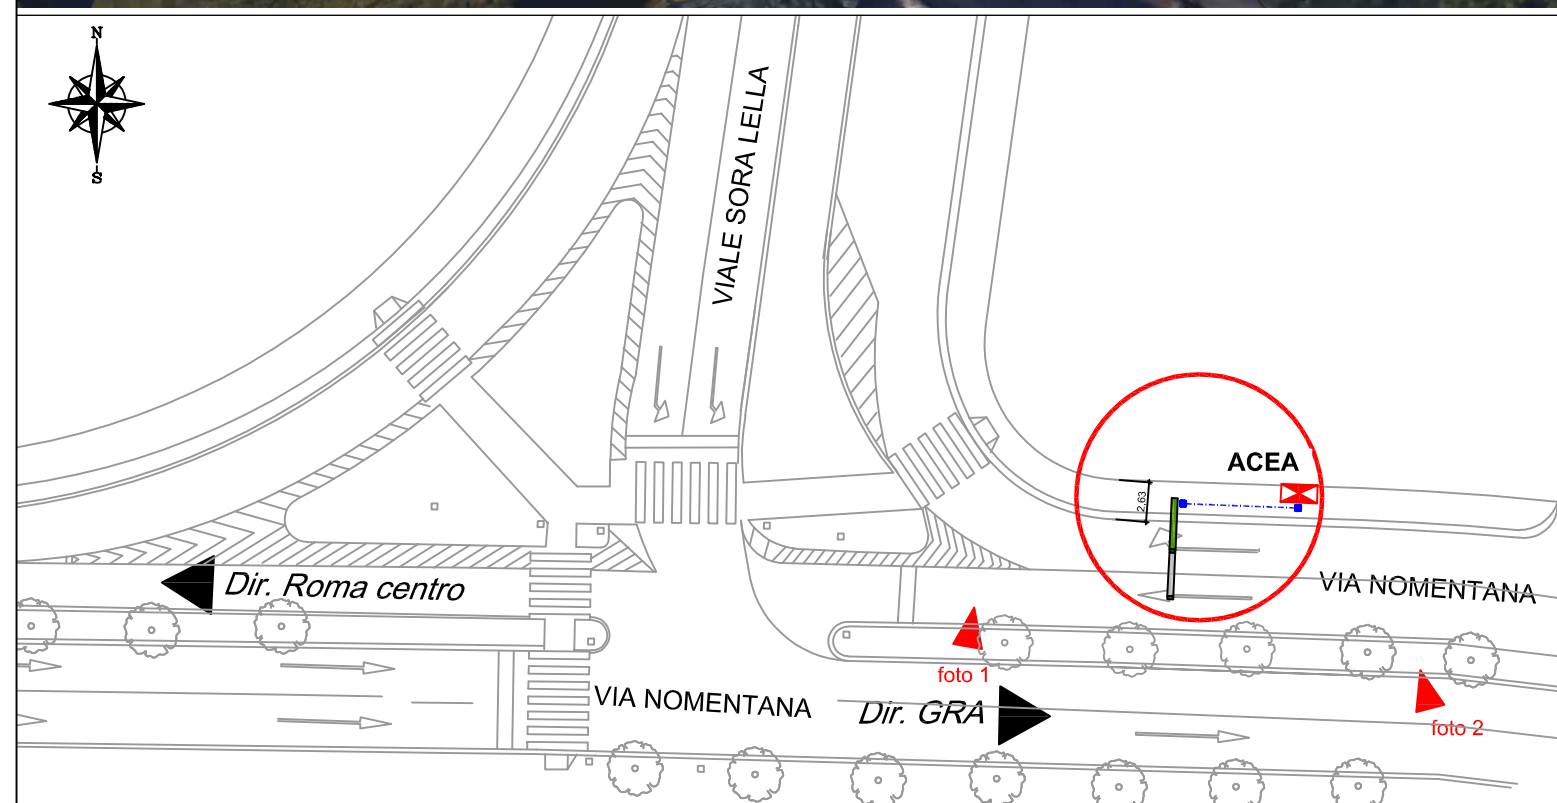 N
S
VIALE SORA LELLA
ACEA
2,63
Dir. Roma centro
VIA NOMENTANA
foto 1
VIA NOMENTANA
Dir. GRA
foto 2